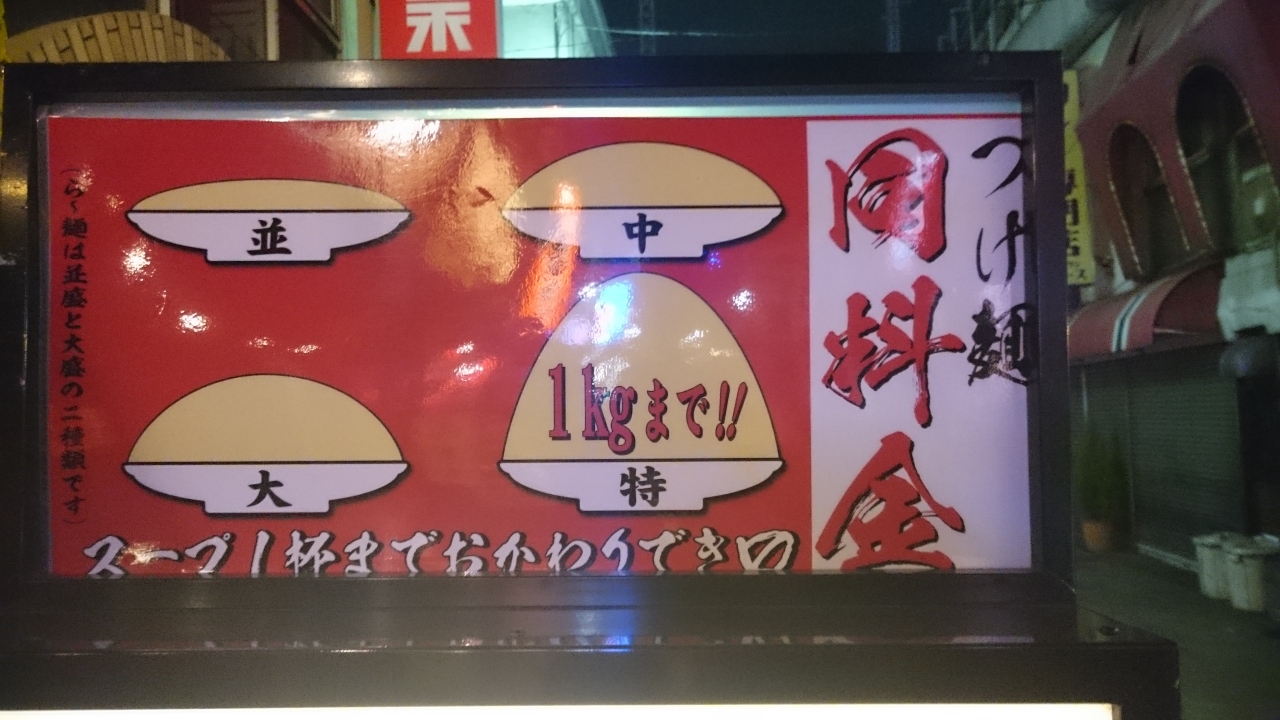 つけ麺
同料金
並
中
大
特
1kgまで!!
スープ1杯までおかわりでき
(らー麺は並盛と大盛の二種類です)